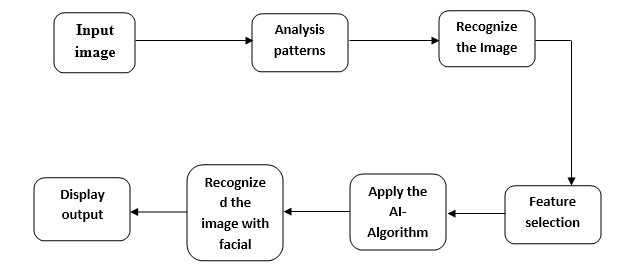 Input
image
Analysis
patterns
Recognize
the Image
Feature
selection
Apply the
AI-
Algorithm
Recognize
d the
image with
facial
Display
output